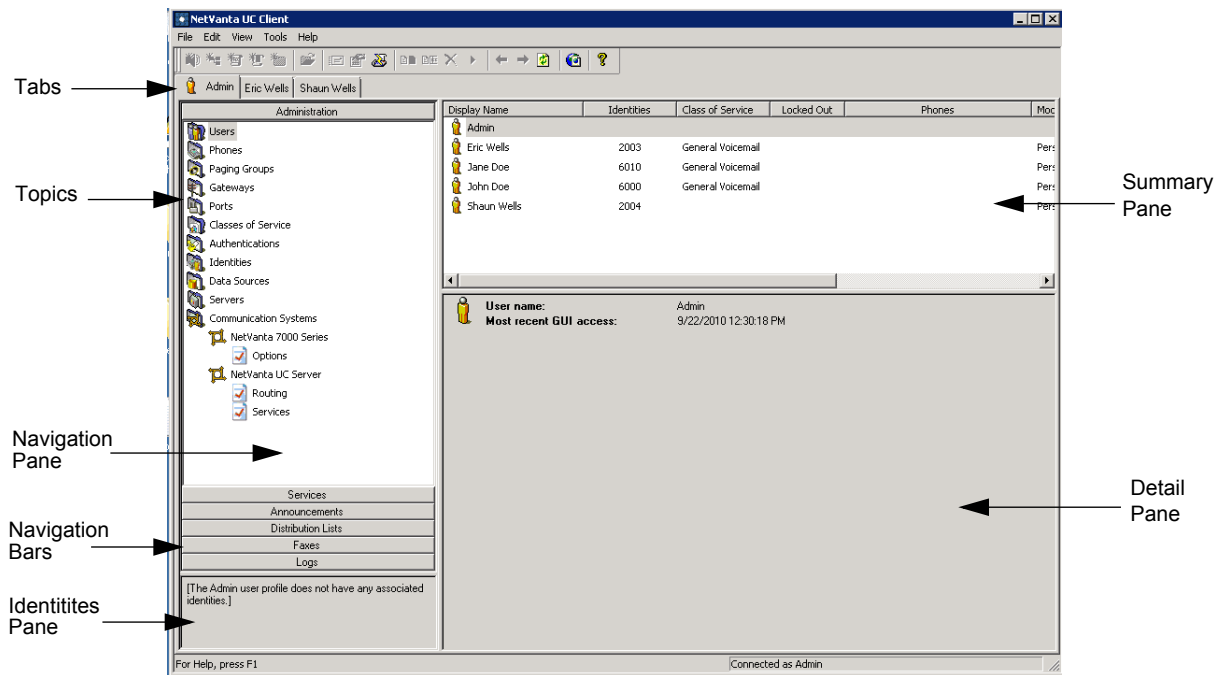 NetVanta UC Client
File Edit View Tools Help
Tabs
Admin Eric Wells Shaun Wells
Administration
Users
Phones
Paging Groups
Gateways
Ports
Classes of Service
Authentications
Identities
Data Sources
Servers
Communication Systems
NetVanta 7000 Series
Options
NetVanta UC Server
Routing
Services
Topics
Navigation
Pane
Services
Announcements
Distribution Lists
Faxes
Logs
Navigation
Bars
[The Admin user profile does not have any associated
identities.]
Identitites
Pane
Display Name Identities Class of Service Locked Out Phones Moc
Admin
Eric Wells 2003 General Voicemail Pers
Jane Doe 6010 General Voicemail Pers
John Doe 6000 General Voicemail Pers
Shaun Wells 2004 Pers
Summary
Pane
User name: Admin
Most recent GUI access: 9/22/2010 12:30:18 PM
Detail
Pane
For Help, press F1 Connected as Admin